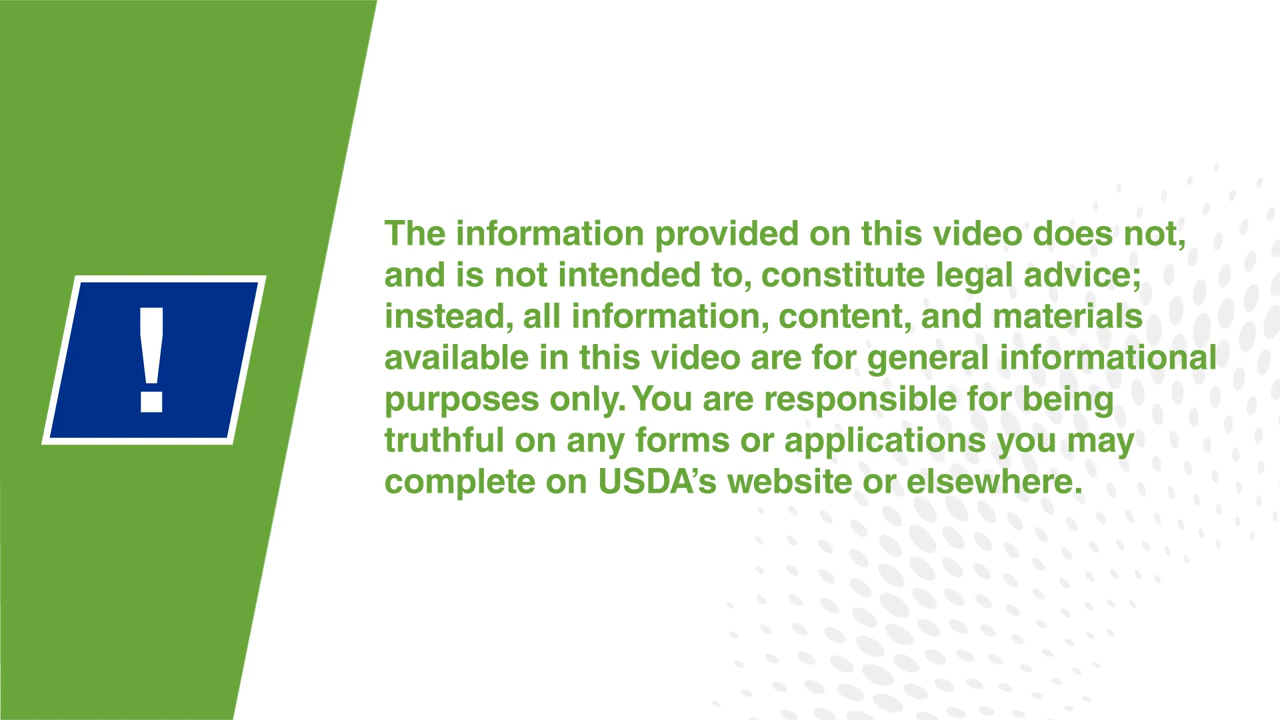 !
The information provided on this video does not,
and is not intended to, constitute legal advice;
instead, all information, content, and materials
available in this video are for general informational
purposes only. You are responsible for being
truthful on any forms or applications you may
complete on USDA’s website or elsewhere.